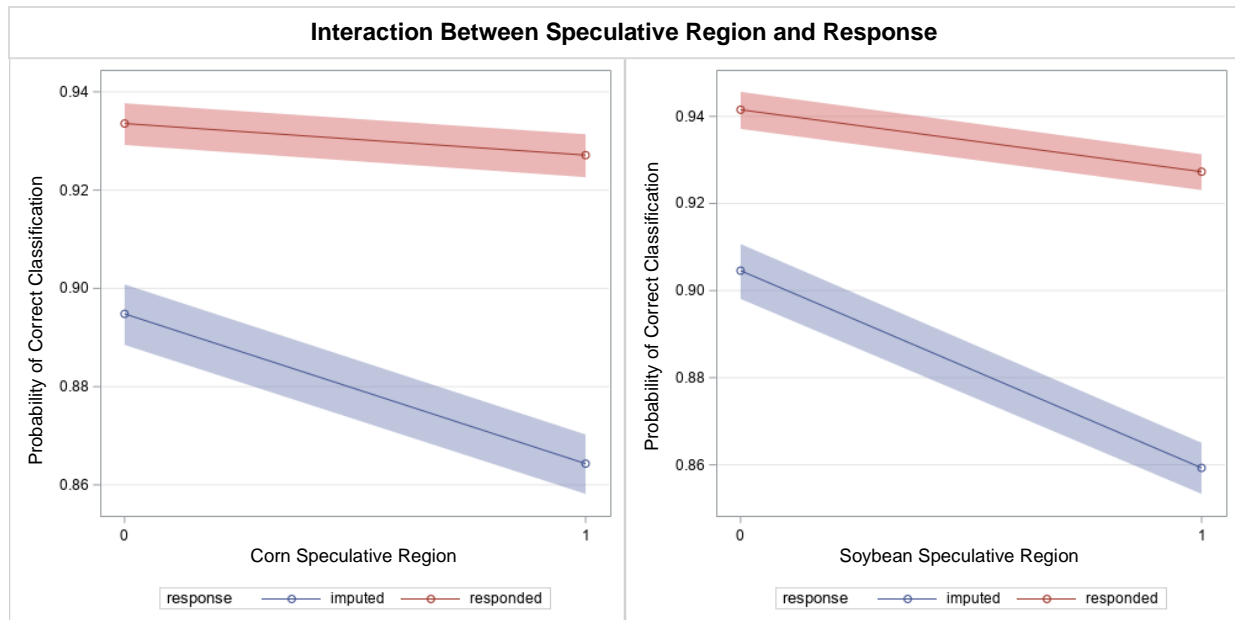 Interaction Between Speculative Region and Response
Probability of Correct Classification
0.94
0.92
0.90
0.88
0.86
0 1
Corn Speculative Region
response imputed responded
Probability of Correct Classification
0.94
0.92
0.90
0.88
0.86
0 1
Soybean Speculative Region
response imputed responded